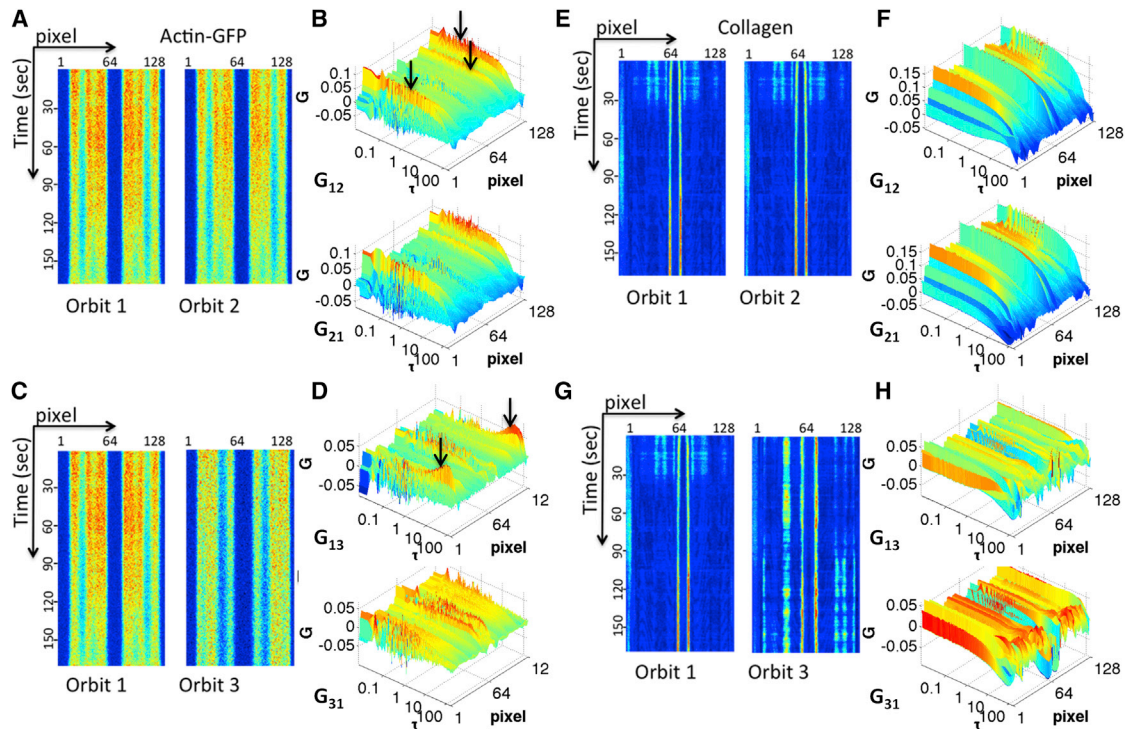 A
pixel
Actin-GFP
1 64 128
1 64 128
Time (sec)
30
60
90
120
150
Orbit 1 Orbit 2
B
G
0.1
0.05
0
-0.05
0.1
1
10
100
τ
1
64
128
pixel
G12
G
0.1
0.05
0
-0.05
0.1
1
10
100
τ
1
64
128
pixel
G21
E
pixel
Collagen
1 64 128
1 64 128
Time (sec)
30
60
90
120
150
Orbit 1 Orbit 2
F
G
0.15
0.1
0.05
0
-0.05
0.1
1
10
100
τ
1
64
128
pixel
G12
G
0.15
0.1
0.05
0
-0.05
0.1
1
10
100
τ
1
64
128
pixel
G21
C
pixel
1 64 128
1 64 128
Time (sec)
30
60
90
120
150
Orbit 1 Orbit 3
D
G
0.05
0
-0.05
0.1
1
10
100
τ
1
64
12
pixel
G13
G
0.05
0
-0.05
0.1
1
10
100
τ
1
64
12
pixel
G31
G
pixel
1 64 128
1 64 128
Time (sec)
30
60
90
120
150
Orbit 1 Orbit 3
H
G
0.05
0
-0.05
0.1
1
10
100
τ
1
64
128
pixel
G13
G
0.05
0
-0.05
0.1
1
10
100
τ
1
64
128
pixel
G31